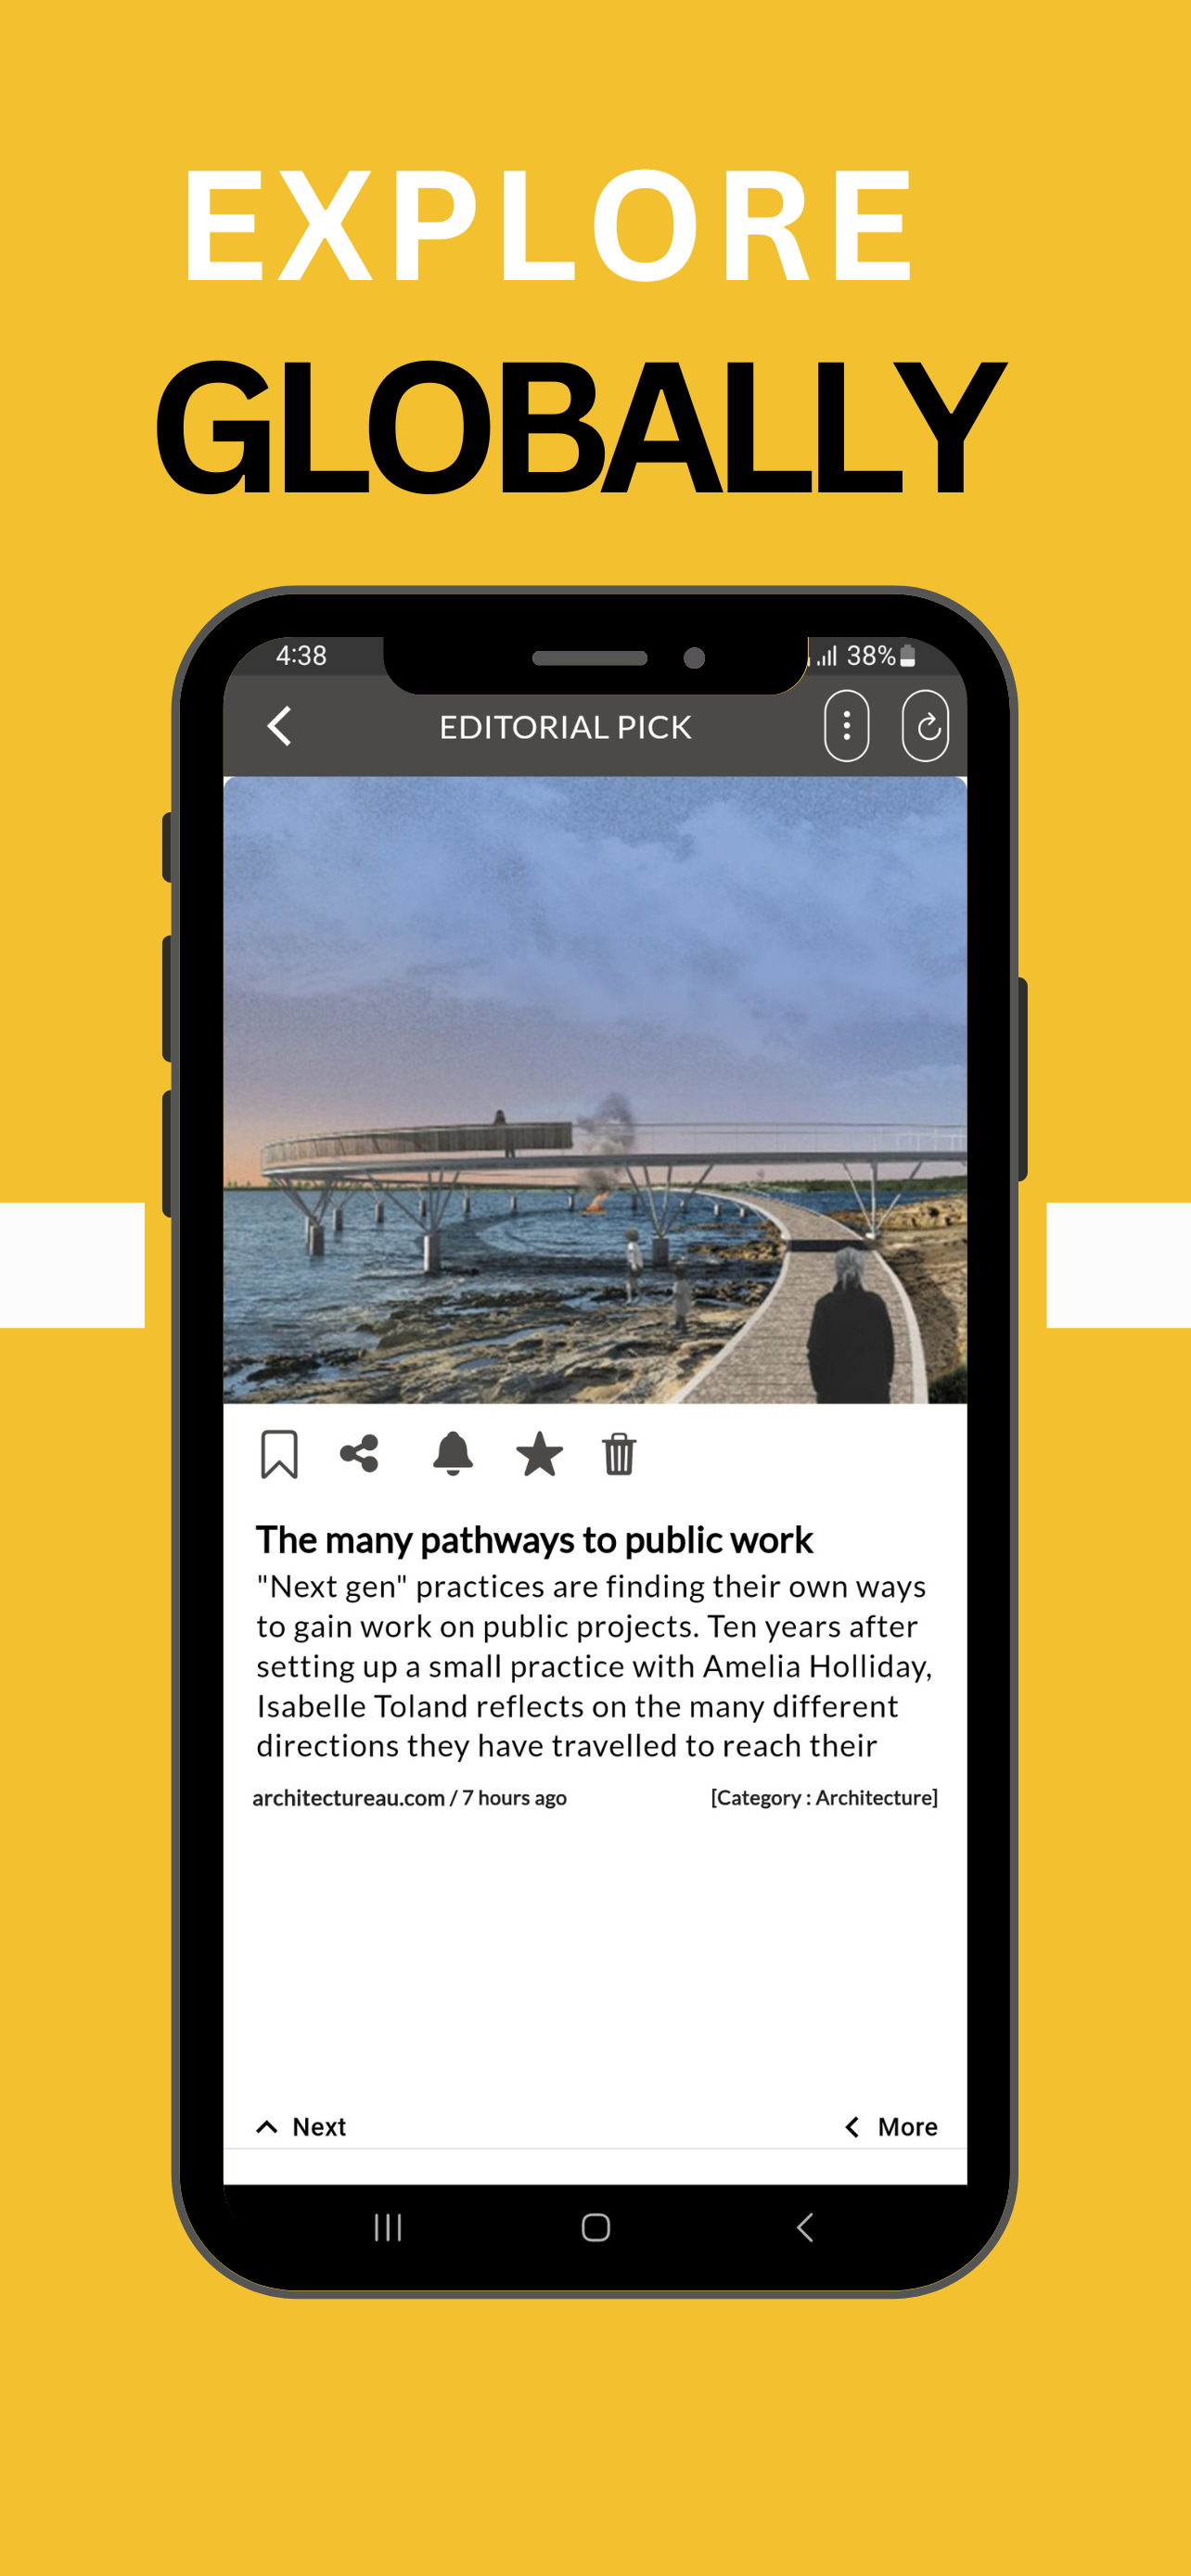 EXPLORE
GLOBALLY
4:38
38%
EDITORIAL PICK
The many pathways to public work
"Next gen" practices are finding their own ways
to gain work on public projects. Ten years after
setting up a small practice with Amelia Holliday,
Isabelle Toland reflects on the many different
directions they have travelled to reach their
architectureau.com / 7 hours ago
[Category : Architecture]
Next
More